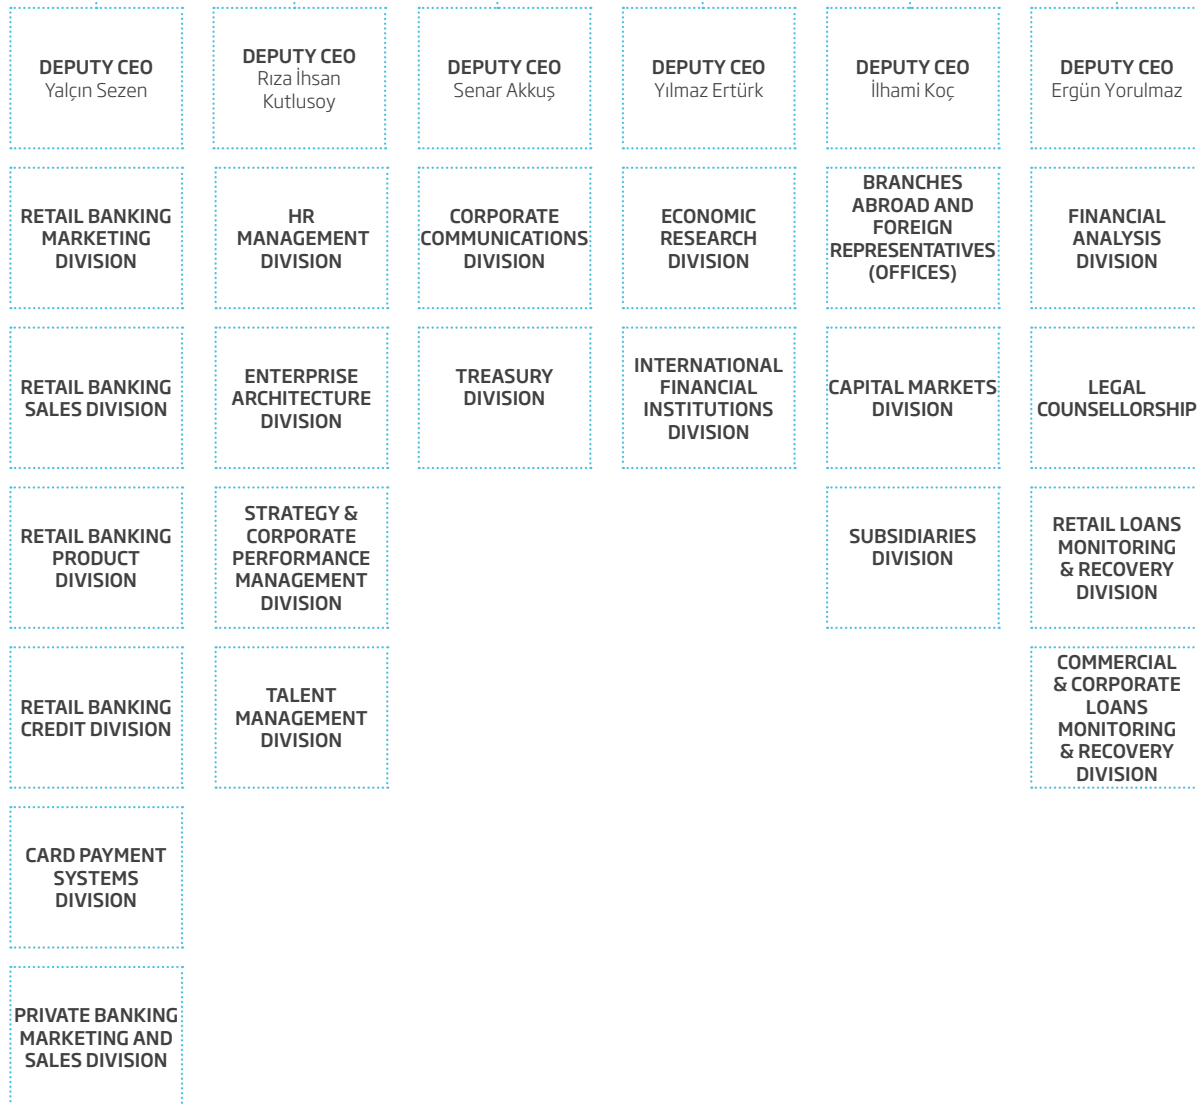 DEPUTY CEO
Yalçın Sezen
RETAIL BANKING
MARKETING
DIVISION
RETAIL BANKING
SALES DIVISION
RETAIL BANKING
PRODUCT
DIVISION
RETAIL BANKING
CREDIT DIVISION
CARD PAYMENT
SYSTEMS
DIVISION
PRIVATE BANKING
MARKETING AND
SALES DIVISION
DEPUTY CEO
Rıza İhsan
Kutlusoy
HR
MANAGEMENT
DIVISION
ENTERPRISE
ARCHITECTURE
DIVISION
STRATEGY &
CORPORATE
PERFORMANCE
MANAGEMENT
DIVISION
TALENT
MANAGEMENT
DIVISION
DEPUTY CEO
Senar Akkuş
CORPORATE
COMMUNICATIONS
DIVISION
TREASURY
DIVISION
DEPUTY CEO
Yılmaz Ertürk
ECONOMIC
RESEARCH
DIVISION
INTERNATIONAL
FINANCIAL
INSTITUTIONS
DIVISION
DEPUTY CEO
İlhami Koç
BRANCHES
ABROAD AND
FOREIGN
REPRESENTATIVES
(OFFICES)
CAPITAL MARKETS
DIVISION
SUBSIDIARIES
DIVISION
DEPUTY CEO
Ergün Yorulmaz
FINANCIAL
ANALYSIS
DIVISION
LEGAL
COUNSELLORSHIP
RETAIL LOANS
MONITORING
& RECOVERY
DIVISION
COMMERCIAL
& CORPORATE
LOANS
MONITORING
& RECOVERY
DIVISION